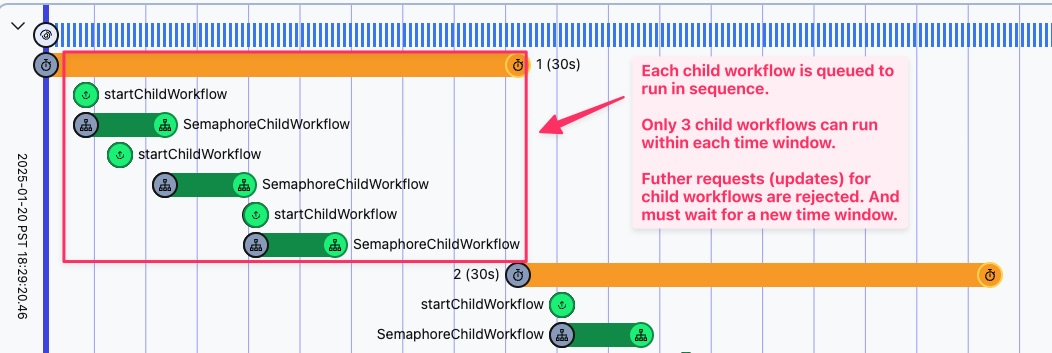 1 (30s)
startChildWorkflow
SemaphoreChildWorkflow
startChildWorkflow
SemaphoreChildWorkflow
startChildWorkflow
SemaphoreChildWorkflow
Each child workflow is queued to
run in sequence.
Only 3 child workflows can run
within each time window.
Futher requests (updates) for
child workflows are rejected. And
must wait for a new time window.
2025-01-20 PST 18:29:20.46
2 (30s)
startChildWorkflow
SemaphoreChildWorkflow